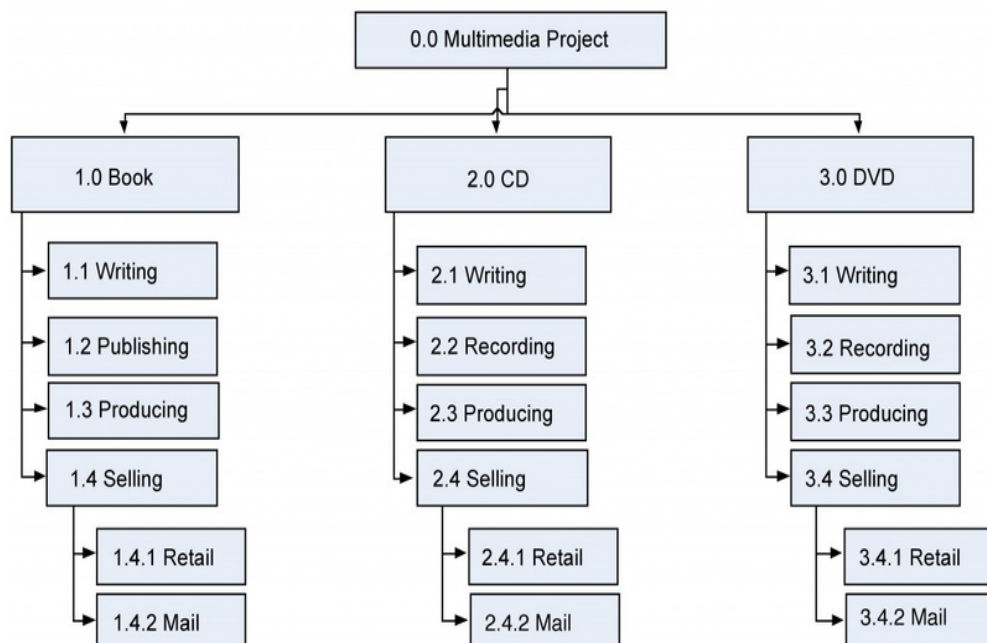 0.0 Multimedia Project
1.0 Book
2.0 CD
3.0 DVD
1.1 Writing
2.1 Writing
3.1 Writing
1.2 Publishing
2.2 Recording
3.2 Recording
1.3 Producing
2.3 Producing
3.3 Producing
1.4 Selling
2.4 Selling
3.4 Selling
1.4.1 Retail
2.4.1 Retail
3.4.1 Retail
1.4.2 Mail
2.4.2 Mail
3.4.2 Mail